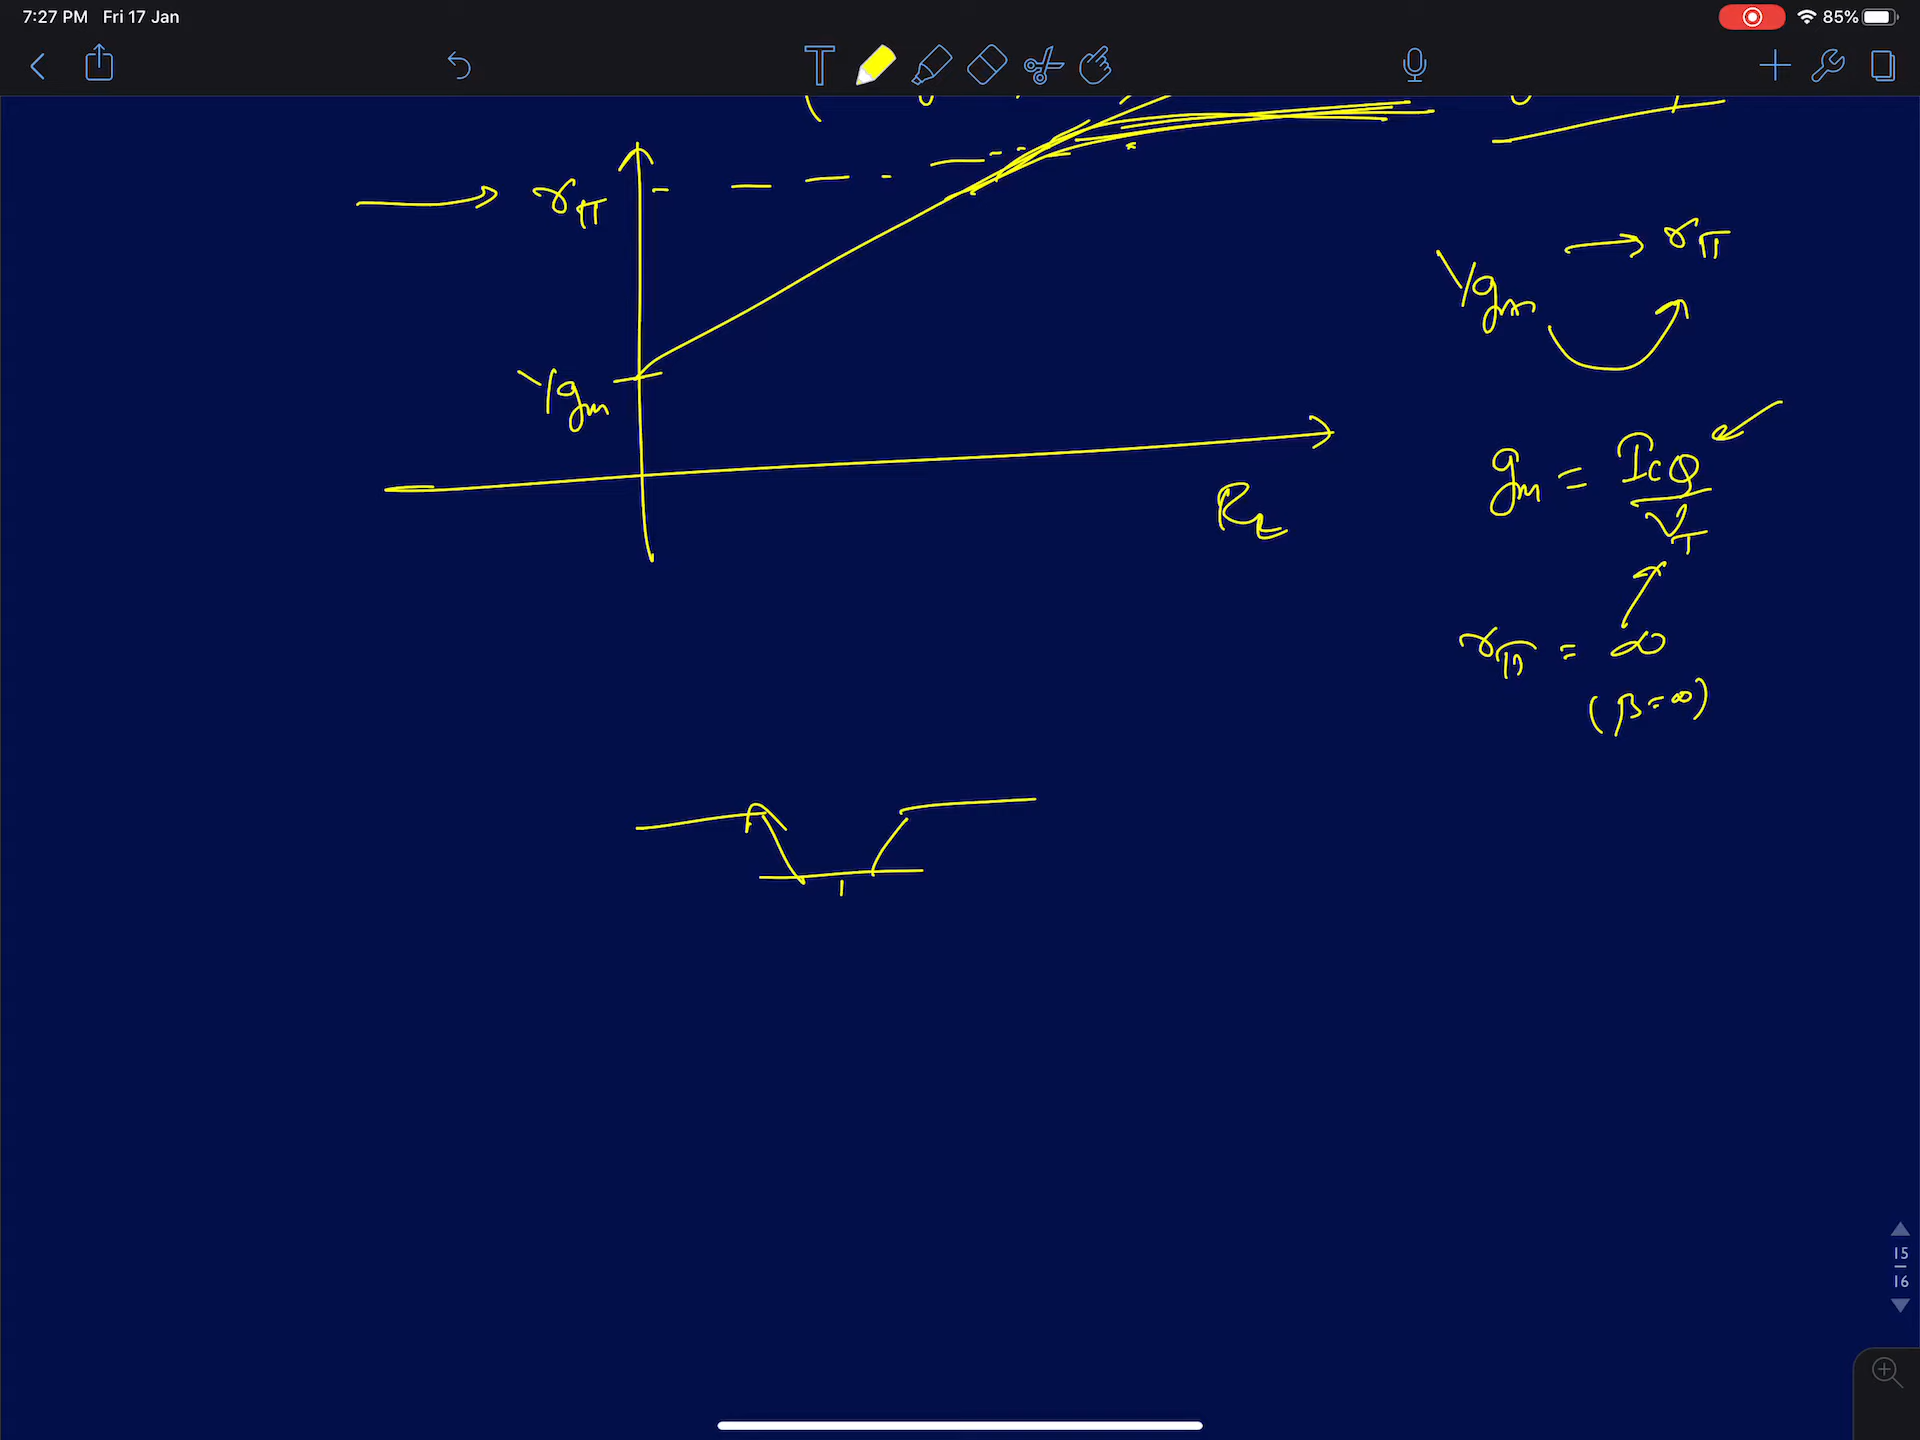 7:27 PM Fri 17 Jan
85%
T
rπ
1/gm
RL
1/gm → rπ
gm = ICQ / VT
rπ = ∞
(β = ∞)
15
16